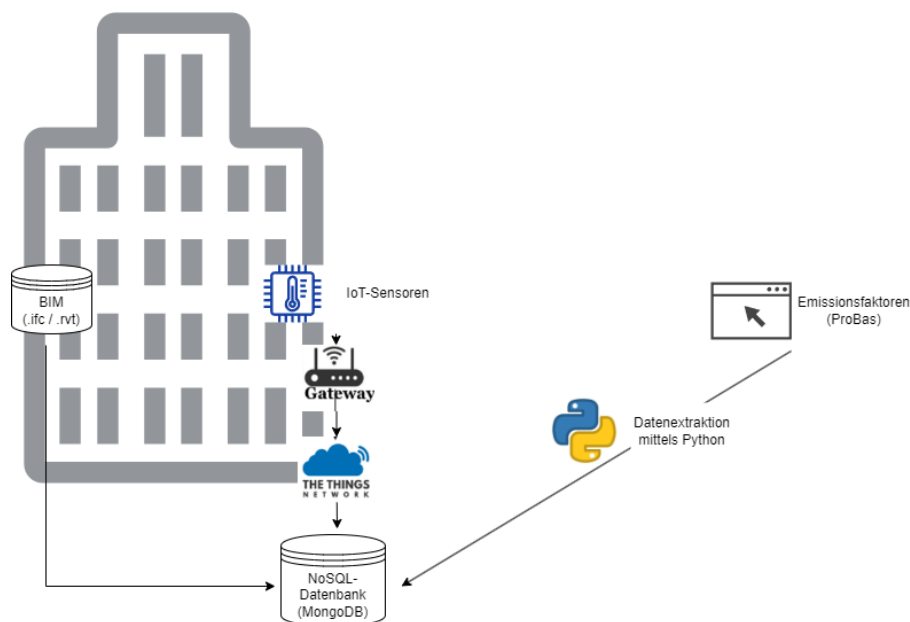 BIM
(.ifc / .rvt)
IoT-Sensoren
Emissionsfaktoren
(ProBas)
Gateway
Datenextraktion
mittels Python
THE THINGS
NETWORK
NoSQL-
Datenbank
(MongoDB)